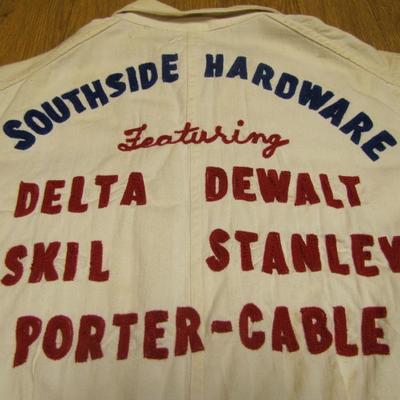 SOUTHSIDE HARDWARE
Featuring
DELTA DEWALT
SKIL STANLEY
PORTER-CABLE